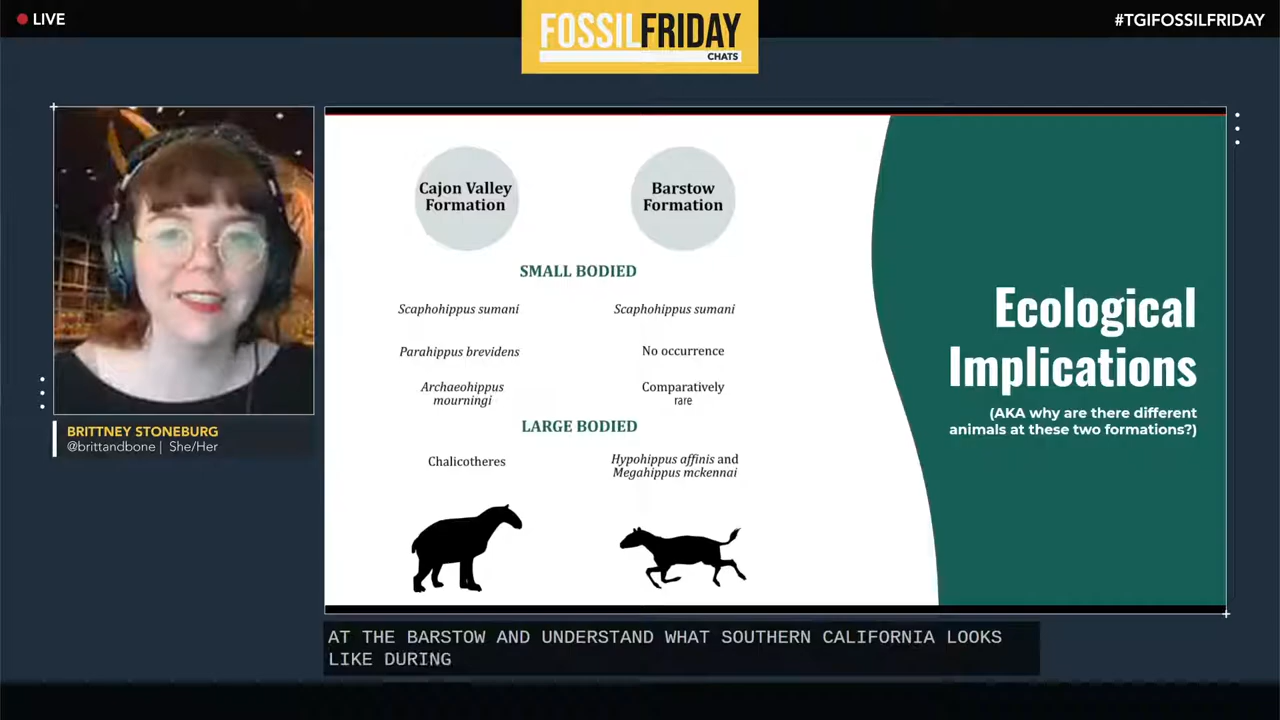 LIVE
FOSSILFRIDAY
CHATS
#TGIFOSSILFRIDAY
BRITTNEY STONEBURG
@brittandbone | She/Her
Cajon Valley
Formation
Barstow
Formation
SMALL BODIED
Scaphohippus sumani
Scaphohippus sumani
Parahippus brevidens
No occurrence
Archaeohippus
mourningi
Comparatively
rare
LARGE BODIED
Chalicotheres
Hypohippus affinis and
Megahippus mckennai
Ecological
Implications
(AKA why are there different
animals at these two formations?)
AT THE BARSTOW AND UNDERSTAND WHAT SOUTHERN CALIFORNIA LOOKS
LIKE DURING